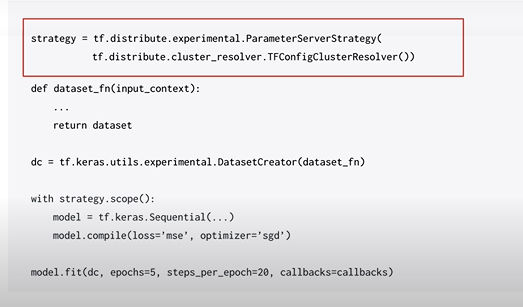 strategy = tf.distribute.experimental.ParameterServerStrategy(
tf.distribute.cluster_resolver.TFConfigClusterResolver())
def dataset_fn(input_context):
...
return dataset
dc = tf.keras.utils.experimental.DatasetCreator(dataset_fn)
with strategy.scope():
model = tf.keras.Sequential(...)
model.compile(loss='mse', optimizer='sgd')
model.fit(dc, epochs=5, steps_per_epoch=20, callbacks=callbacks)